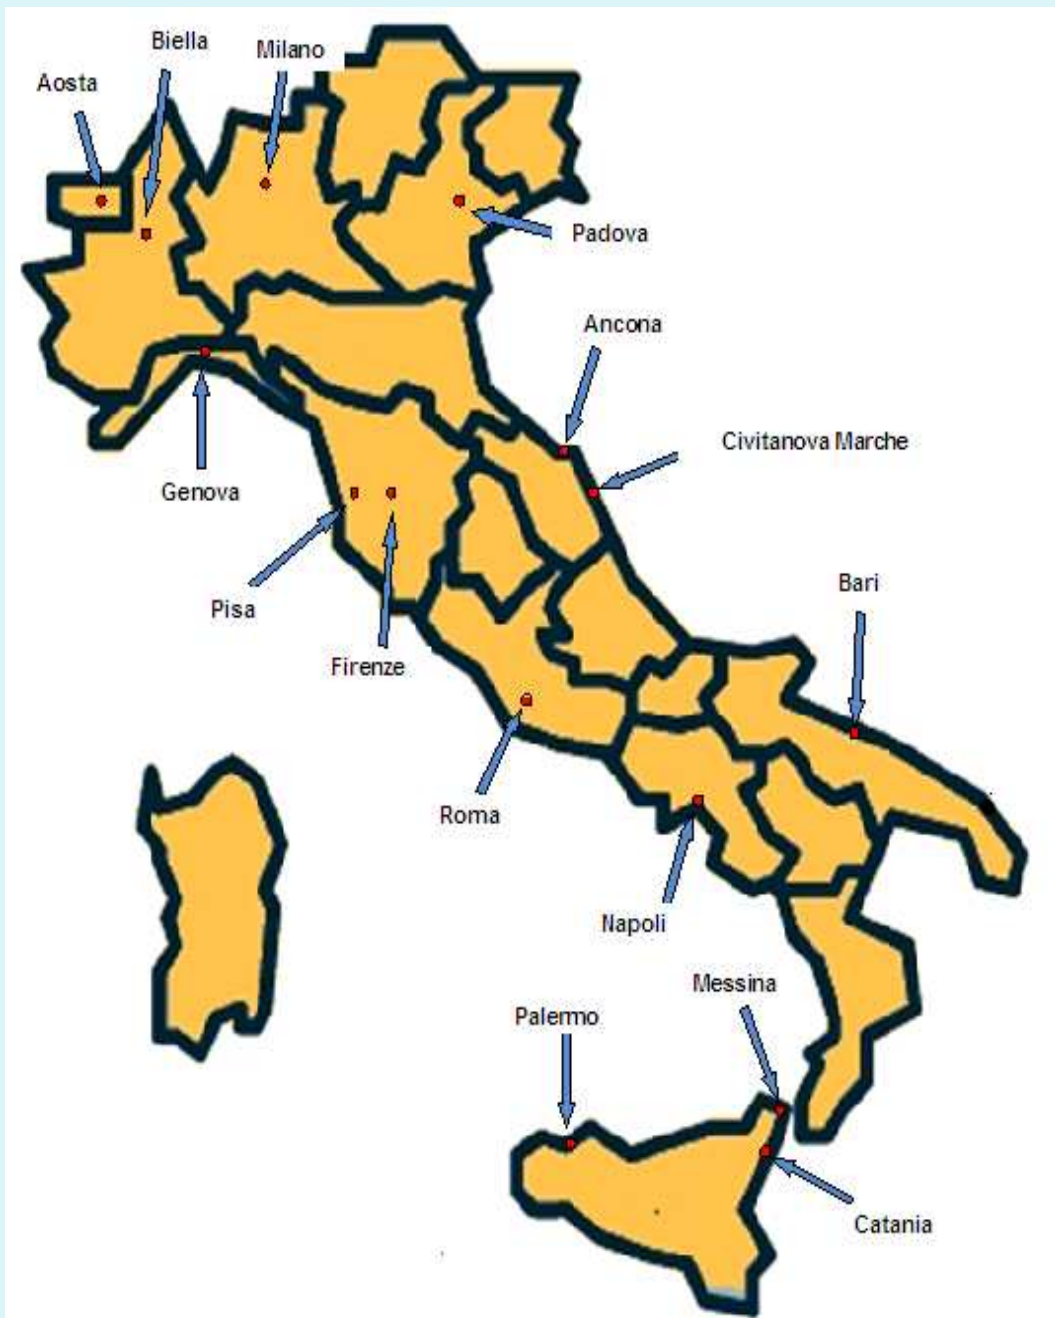 Biella
Milano
Aosta
Padova
Ancona
Civitanova Marche
Genova
Bari
Pisa
Firenze
Roma
Napoli
Messina
Palermo
Catania